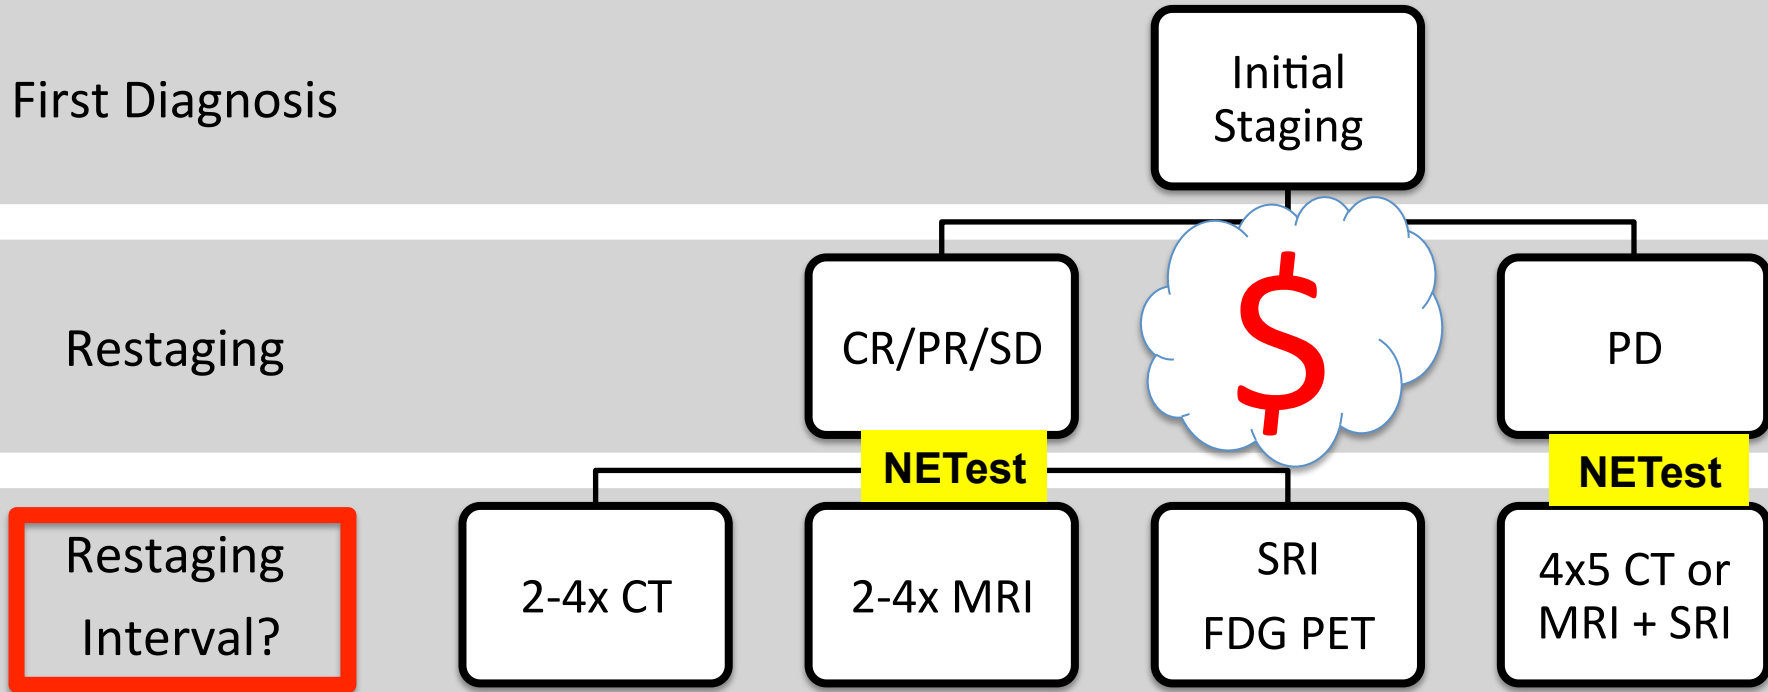 First Diagnosis
Initial
Staging
Restaging
CR/PR/SD
$
PD
NETest
NETest
Restaging
Interval?
2-4x CT
2-4x MRI
SRI
FDG PET
4x5 CT or
MRI + SRI